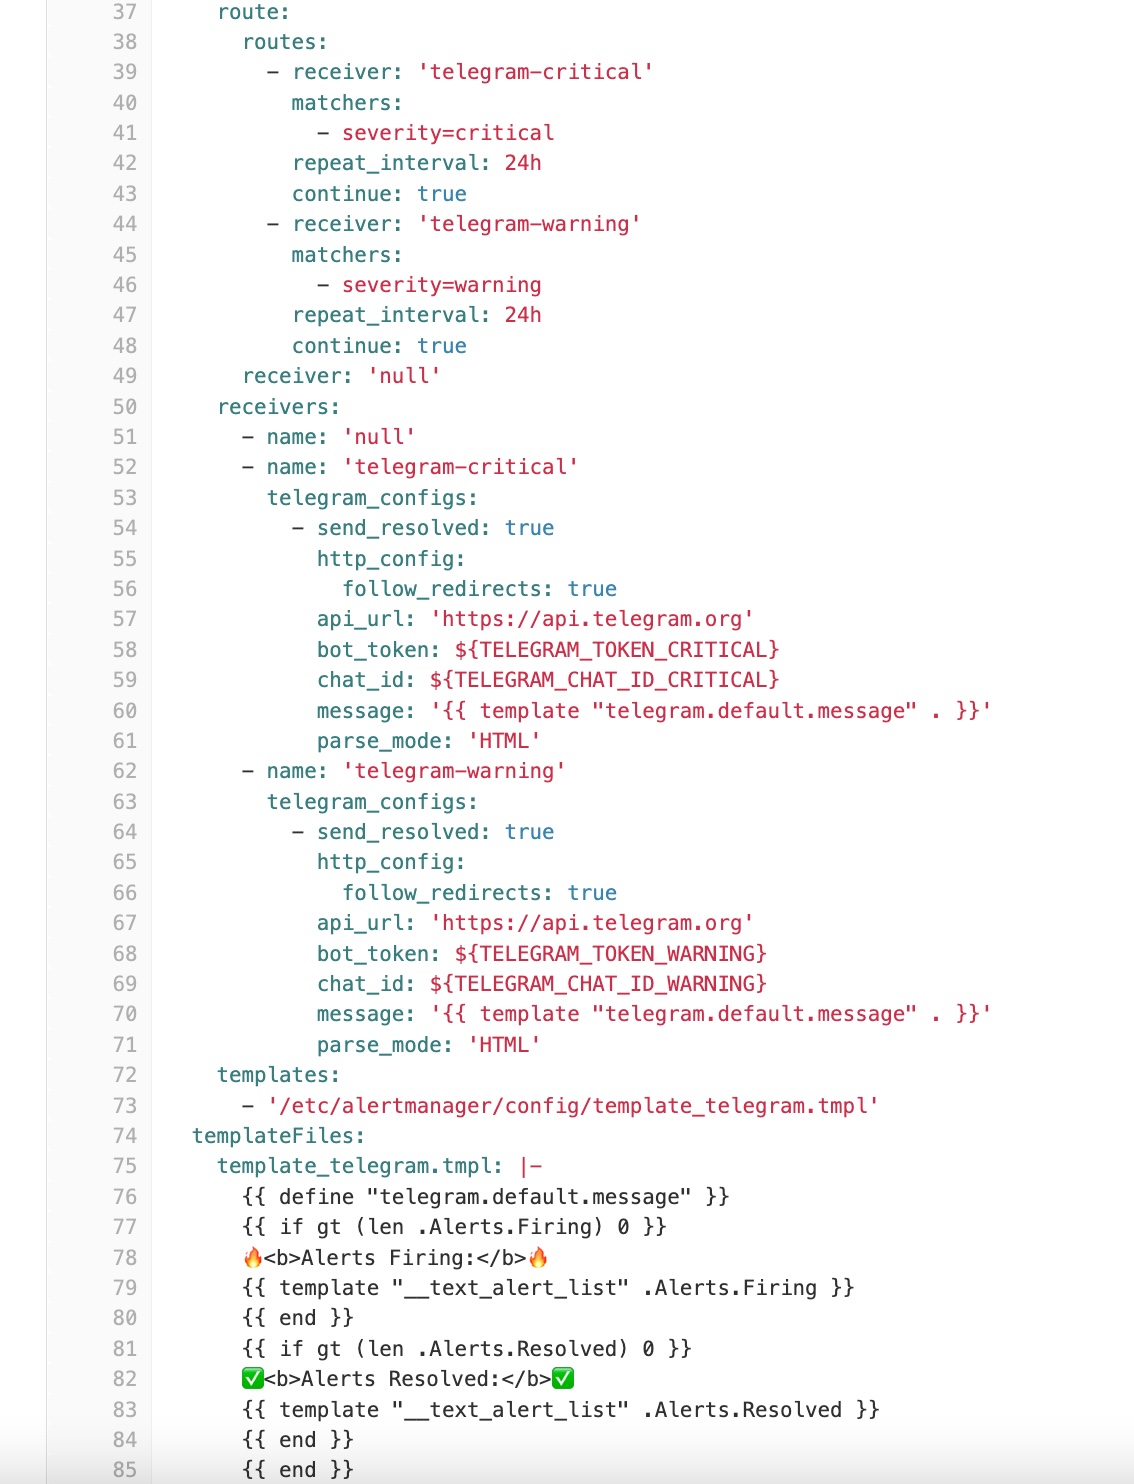 37 route:
38 routes:
39 - receiver: 'telegram-critical'
40 matchers:
41 - severity=critical
42 repeat_interval: 24h
43 continue: true
44 - receiver: 'telegram-warning'
45 matchers:
46 - severity=warning
47 repeat_interval: 24h
48 continue: true
49 receiver: 'null'
50 receivers:
51 - name: 'null'
52 - name: 'telegram-critical'
53 telegram_configs:
54 - send_resolved: true
55 http_config:
56 follow_redirects: true
57 api_url: 'https://api.telegram.org'
58 bot_token: ${TELEGRAM_TOKEN_CRITICAL}
59 chat_id: ${TELEGRAM_CHAT_ID_CRITICAL}
60 message: '{{ template "telegram.default.message" . }}'
61 parse_mode: 'HTML'
62 - name: 'telegram-warning'
63 telegram_configs:
64 - send_resolved: true
65 http_config:
66 follow_redirects: true
67 api_url: 'https://api.telegram.org'
68 bot_token: ${TELEGRAM_TOKEN_WARNING}
69 chat_id: ${TELEGRAM_CHAT_ID_WARNING}
70 message: '{{ template "telegram.default.message" . }}'
71 parse_mode: 'HTML'
72 templates:
73 - '/etc/alertmanager/config/template_telegram.tmpl'
74 templateFiles:
75 template_telegram.tmpl: |-
76 {{ define "telegram.default.message" }}
77 {{ if gt (len .Alerts.Firing) 0 }}
78 🔥<b>Alerts Firing:</b>🔥
79 {{ template "__text_alert_list" .Alerts.Firing }}
80 {{ end }}
81 {{ if gt (len .Alerts.Resolved) 0 }}
82 ✅<b>Alerts Resolved:</b>✅
83 {{ template "__text_alert_list" .Alerts.Resolved }}
84 {{ end }}
85 {{ end }}